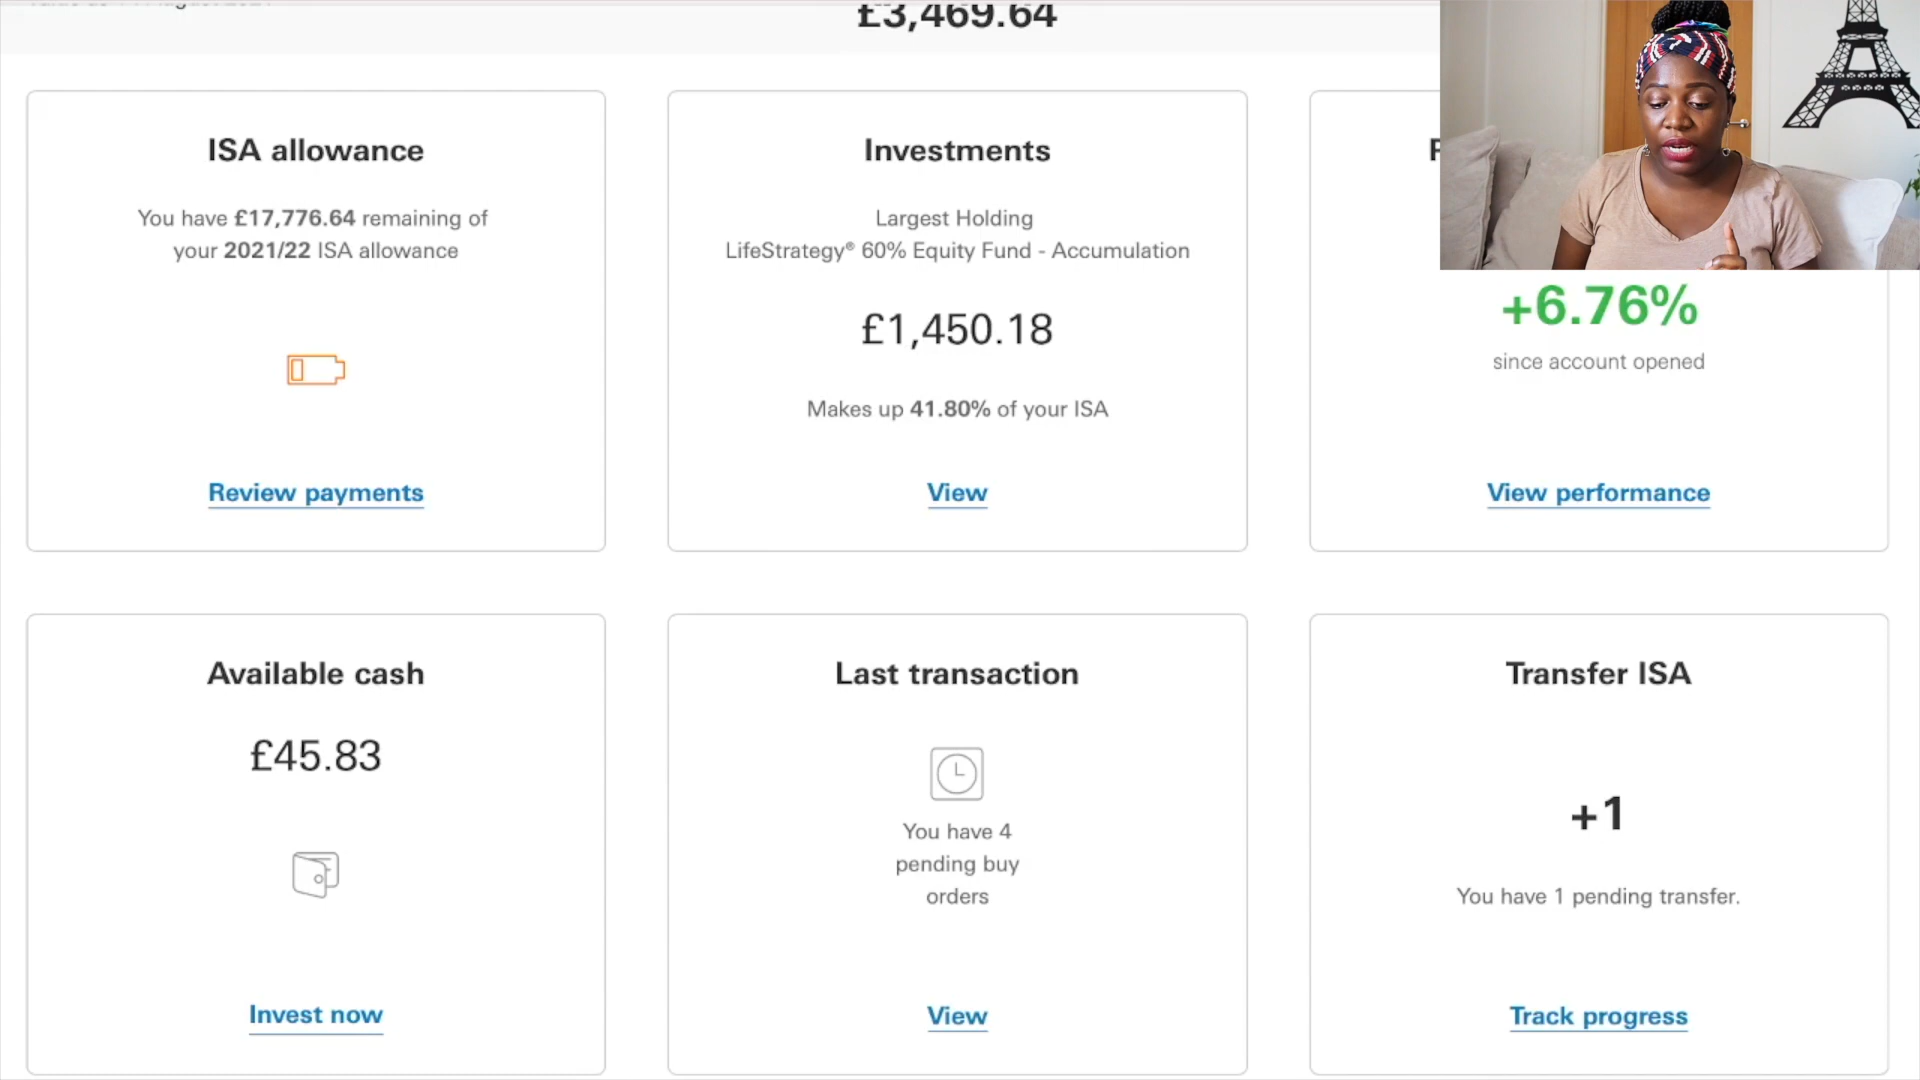 £3,469.64
ISA allowance
You have £17,776.64 remaining of
your 2021/22 ISA allowance
Review payments
Investments
Largest Holding
LifeStrategy® 60% Equity Fund - Accumulation
£1,450.18
Makes up 41.80% of your ISA
View
+6.76%
since account opened
View performance
Available cash
£45.83
Invest now
Last transaction
You have 4
pending buy
orders
View
Transfer ISA
+1
You have 1 pending transfer.
Track progress